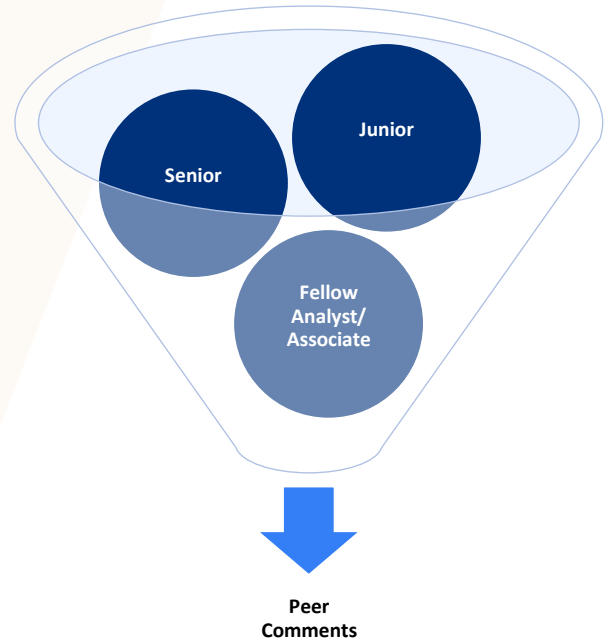 Junior
Senior
Fellow
Analyst/
Associate
Peer
Comments